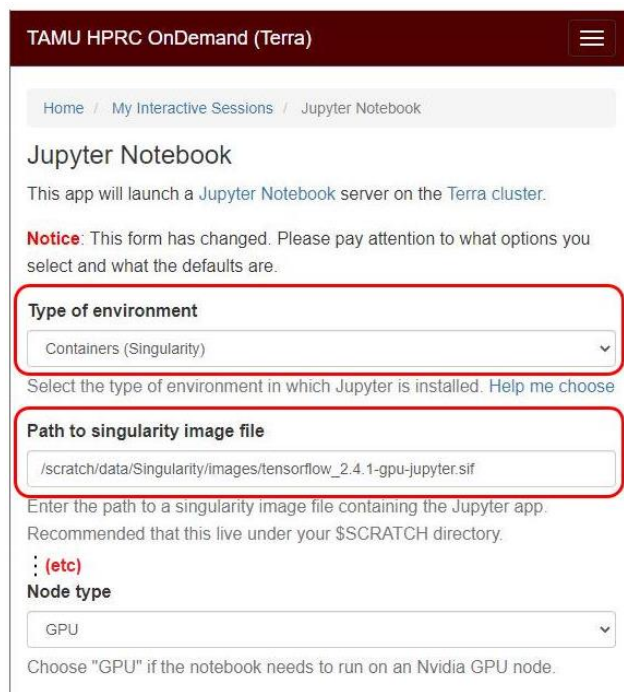 TAMU HPRC OnDemand (Terra)
Home / My Interactive Sessions / Jupyter Notebook
Jupyter Notebook
This app will launch a Jupyter Notebook server on the Terra cluster.
Notice: This form has changed. Please pay attention to what options you
select and what the defaults are.
Type of environment
Containers (Singularity)
Select the type of environment in which Jupyter is installed. Help me choose
Path to singularity image file
/scratch/data/Singularity/images/tensorflow_2.4.1-gpu-jupyter.sif
Enter the path to a singularity image file containing the Jupyter app.
Recommended that this live under your $SCRATCH directory.
⋮ (etc)
Node type
GPU
Choose "GPU" if the notebook needs to run on an Nvidia GPU node.